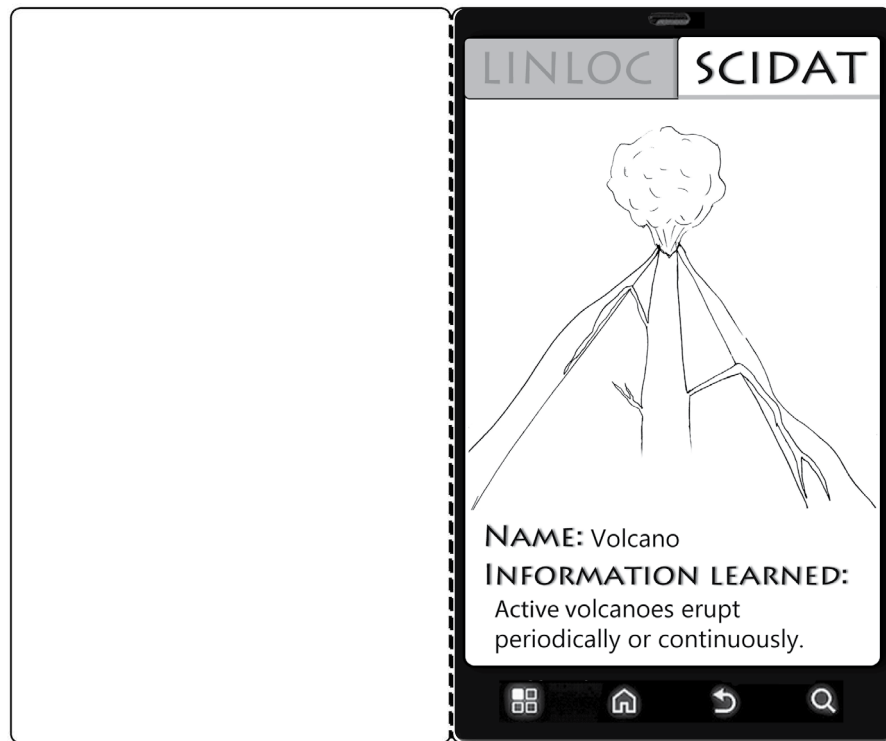 LINLOC SCIDAT
NAME: Volcano
INFORMATION LEARNED:
Active volcanoes erupt
periodically or continuously.